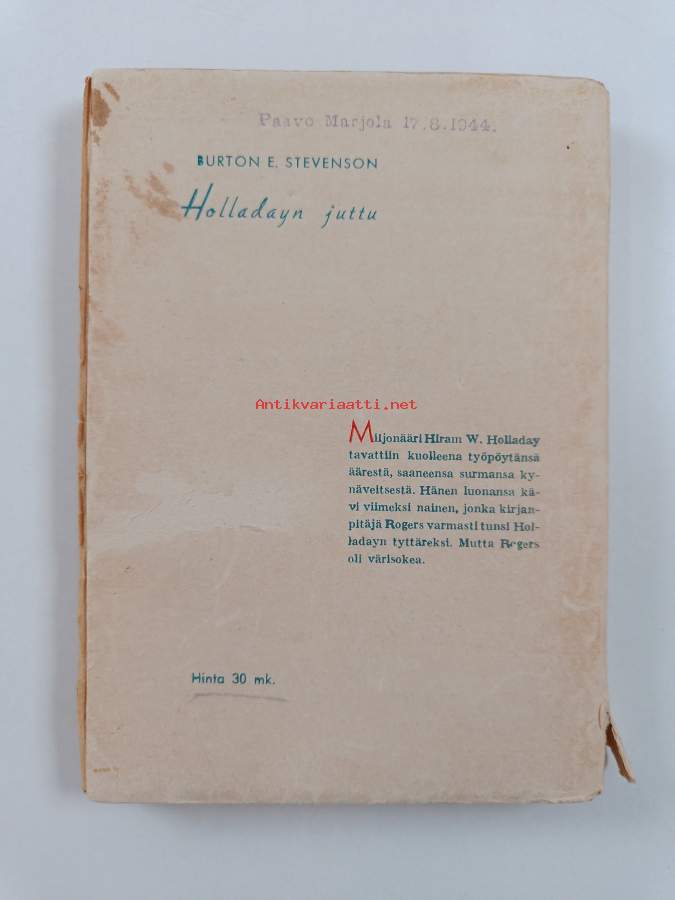 Paavo Marjola 17.8.1944.
BURTON E. STEVENSON
Holladayn juttu
Antikvariaatti.net
Miljonääri Hiram W. Holladay
tavattiin kuolleena työpöytänsä
äärestä, saaneensa surmansa ky-
näveitsestä. Hänen luonansa kä-
vi viimeksi nainen, jonka kirjan-
pitäjä Rogers varmasti tunsi Hol-
ladayn tyttäreksi. Mutta Rogers
oli värisokea.
Hinta 30 mk.